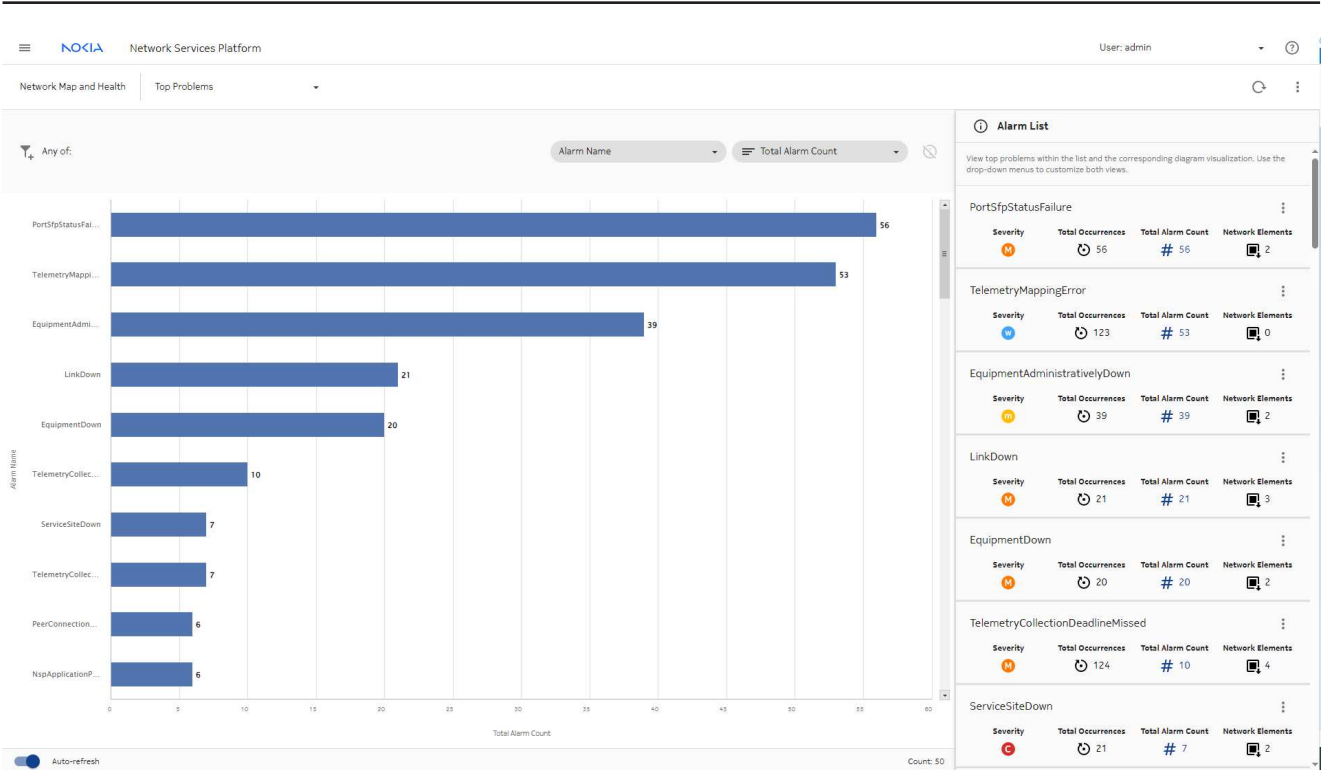 NOKIA Network Services Platform User: admin
Network Map and Health Top Problems
Any of: Alarm Name Total Alarm Count
PortSfpStatusFai... 56
TelemetryMappi... 53
EquipmentAdmi... 39
LinkDown 21
EquipmentDown 20
TelemetryCollec... 10
ServiceSiteDown 7
TelemetryCollec... 7
PeerConnection... 6
NspApplicationP... 6
Alarm Name
0 5 10 15 20 25 30 35 40 45 50 55 60
Total Alarm Count
Auto-refresh Count: 50
Alarm List
View top problems within the list and the corresponding diagram visualization. Use the
drop-down menus to customize both views.
PortSfpStatusFailure
Severity Total Occurrences Total Alarm Count Network Elements
M 56 # 56 2
TelemetryMappingError
Severity Total Occurrences Total Alarm Count Network Elements
w 123 # 53 0
EquipmentAdministrativelyDown
Severity Total Occurrences Total Alarm Count Network Elements
m 39 # 39 2
LinkDown
Severity Total Occurrences Total Alarm Count Network Elements
M 21 # 21 3
EquipmentDown
Severity Total Occurrences Total Alarm Count Network Elements
M 20 # 20 2
TelemetryCollectionDeadlineMissed
Severity Total Occurrences Total Alarm Count Network Elements
M 124 # 10 4
ServiceSiteDown
Severity Total Occurrences Total Alarm Count Network Elements
C 21 # 7 2